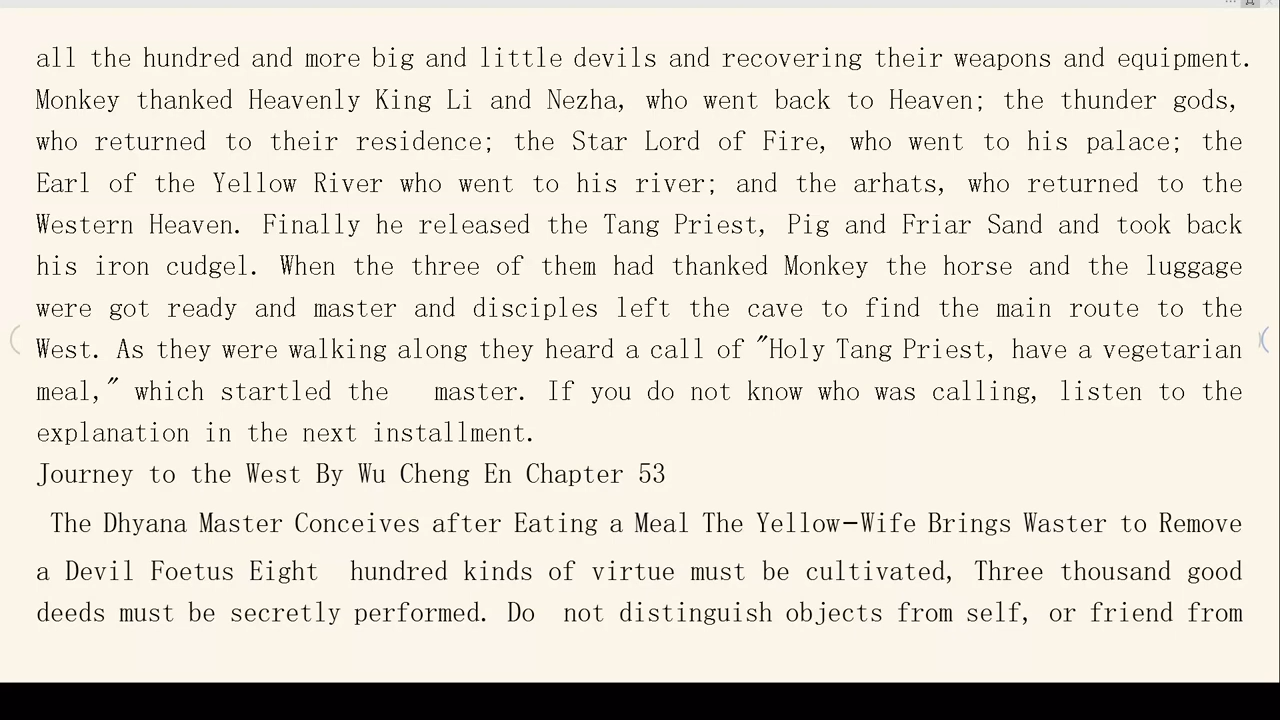 all the hundred and more big and little devils and recovering their weapons and equipment.
Monkey thanked Heavenly King Li and Nezha, who went back to Heaven; the thunder gods,
who returned to their residence; the Star Lord of Fire, who went to his palace; the
Earl of the Yellow River who went to his river; and the arhats, who returned to the
Western Heaven. Finally he released the Tang Priest, Pig and Friar Sand and took back
his iron cudgel. When the three of them had thanked Monkey the horse and the luggage
were got ready and master and disciples left the cave to find the main route to the
West. As they were walking along they heard a call of "Holy Tang Priest, have a vegetarian
meal," which startled the master. If you do not know who was calling, listen to the
explanation in the next installment.
Journey to the West By Wu Cheng En Chapter 53
The Dhyana Master Conceives after Eating a Meal The Yellow-Wife Brings Waster to Remove
a Devil Foetus Eight hundred kinds of virtue must be cultivated, Three thousand good
deeds must be secretly performed. Do not distinguish objects from self, or friend from